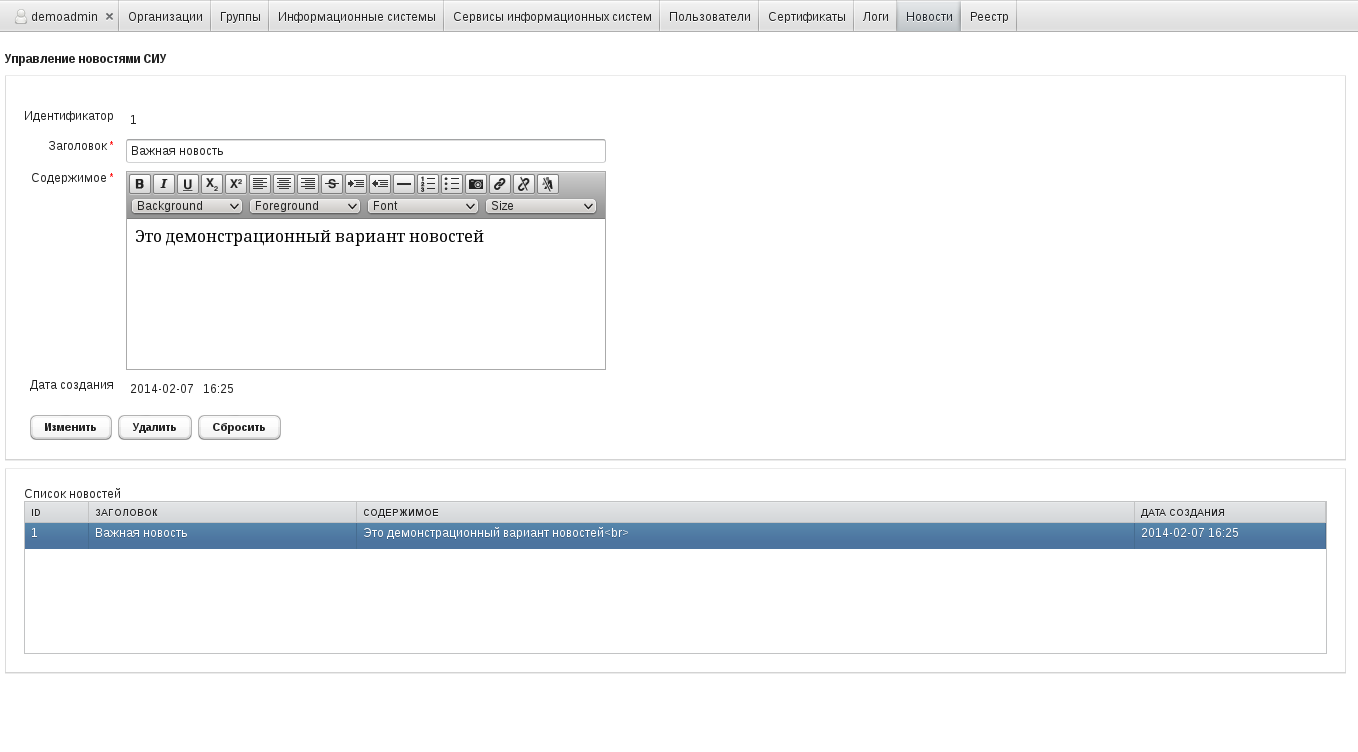 demoadmin × Организации Группы Информационные системы Сервисы информационных систем Пользователи Сертификаты Логи Новости Реестр
Управление новостями СИУ
Идентификатор 1
Заголовок* Важная новость
Содержимое*
B I U X₂ X² S
Background Foreground Font Size
Это демонстрационный вариант новостей
Дата создания 2014-02-07 16:25
Изменить Удалить Сбросить
Список новостей
ID ЗАГОЛОВОК СОДЕРЖИМОЕ ДАТА СОЗДАНИЯ
1 Важная новость Это демонстрационный вариант новостей<br> 2014-02-07 16:25